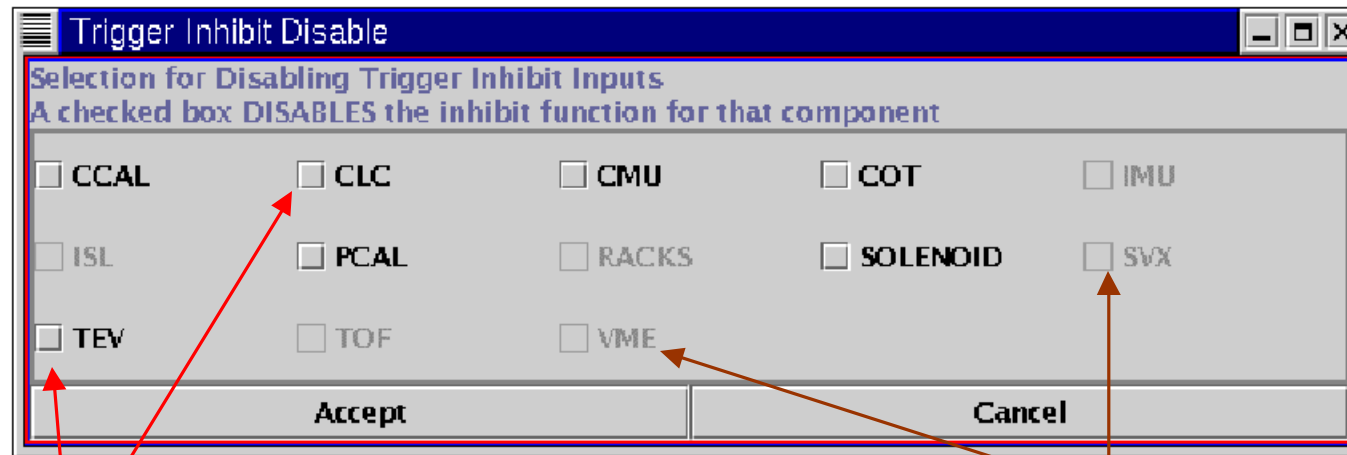 Trigger Inhibit Disable
Selection for Disabling Trigger Inhibit Inputs
A checked box DISABLES the inhibit function for that component
CCAL CLC CMU COT IMU
ISL PCAL RACKS SOLENOID SVX
TEV TOF VME
Accept Cancel